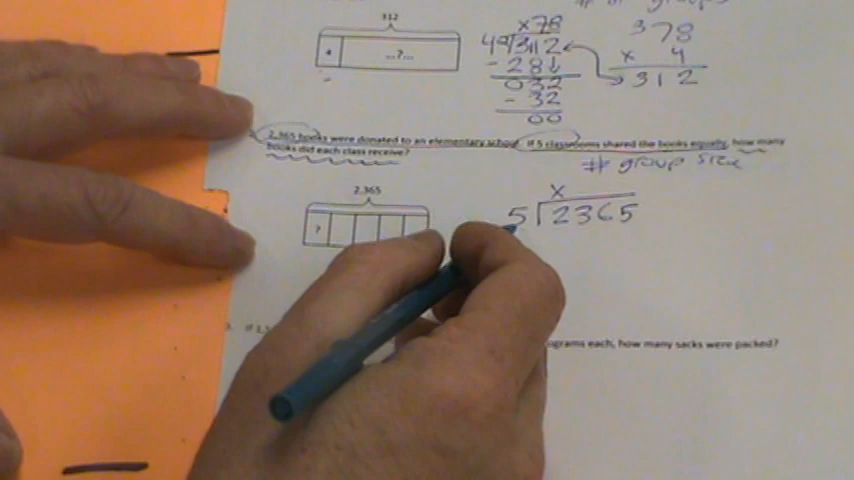 312
4 ...?...
x78
4 312
- 28
032
- 32
00
378
x 4
312
2,365 books were donated to an elementary school. If 5 classrooms shared the books equally, how many
books did each class receive?
# group size
2,365
?
x
5 2365
ograms each, how many sacks were packed?